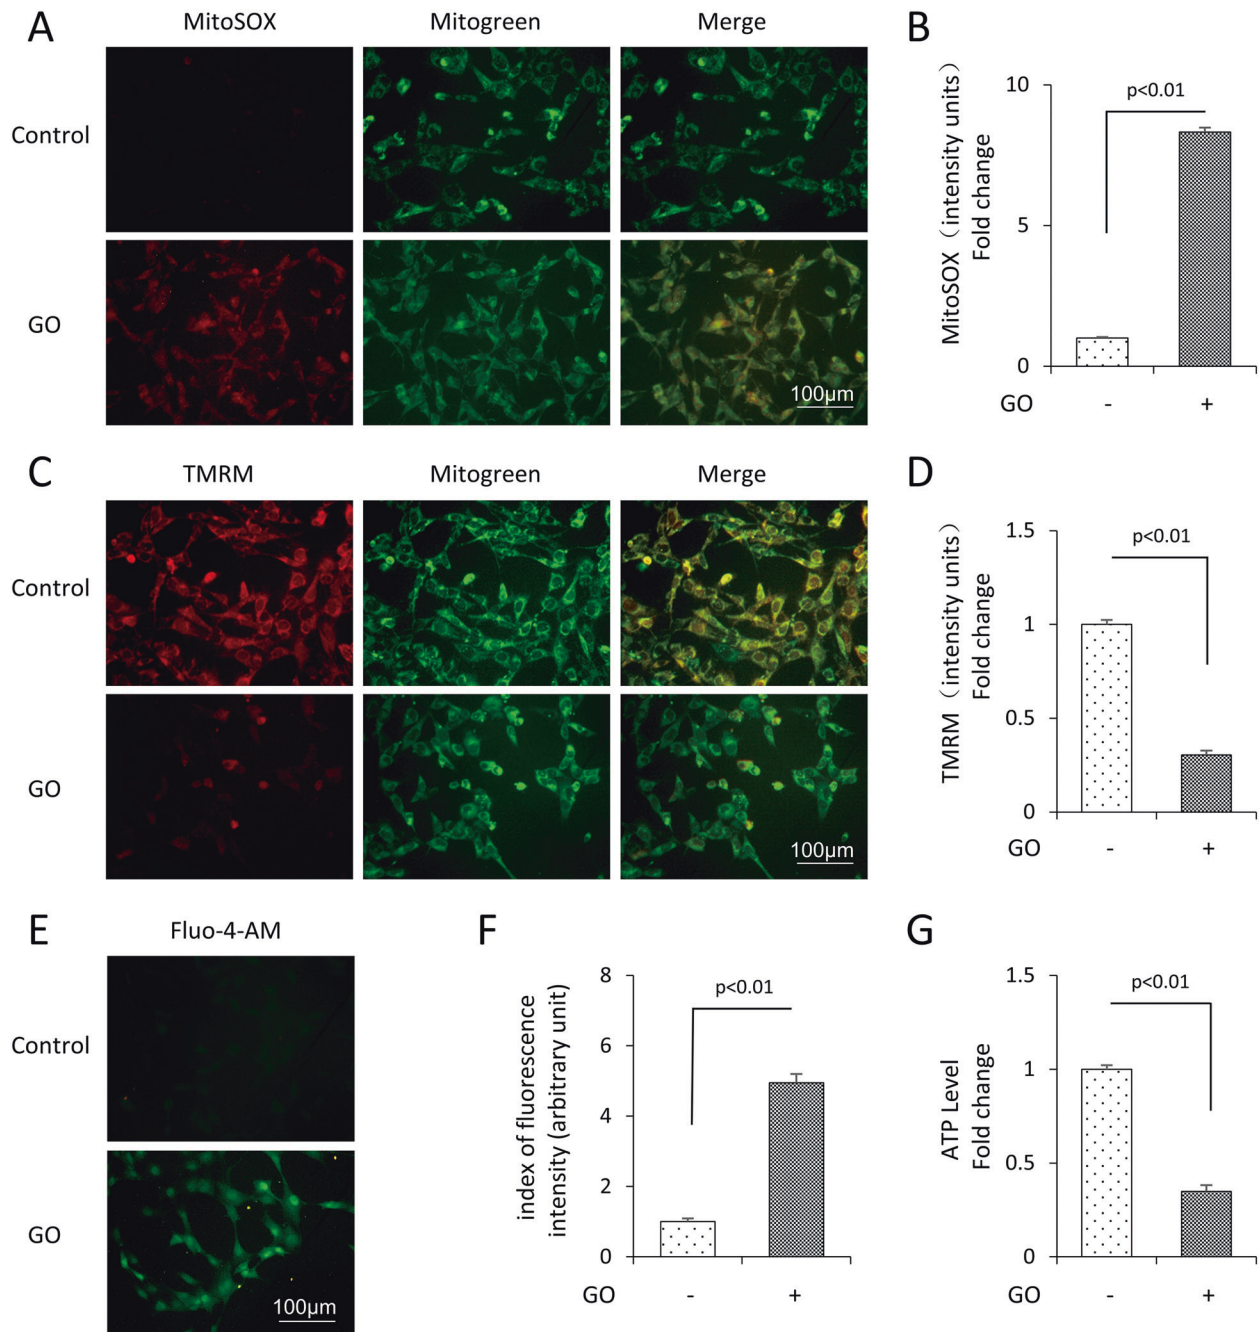 A
MitoSOX
Mitogreen
Merge
Control
GO
100μm
B
MitoSOX（intensity units）
Fold change
10
5
0
p<0.01
GO
-
+
C
TMRM
Mitogreen
Merge
Control
GO
100μm
D
TMRM（intensity units）
Fold change
1.5
1
0.5
0
p<0.01
GO
-
+
E
Fluo-4-AM
Control
GO
100μm
F
index of fluorescence
intensity (arbitrary unit)
8
6
4
2
0
p<0.01
GO
-
+
G
ATP Level
Fold change
1.5
1
0.5
0
p<0.01
GO
-
+